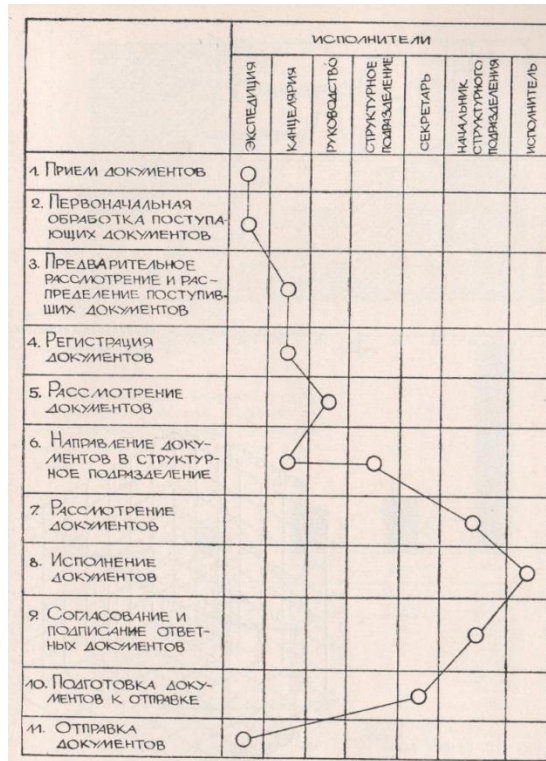 ИСПОЛНИТЕЛИ
ЭКСПЕДИЦИЯ
КАНЦЕЛЯРИЯ
РУКОВОДСТВО
СТРУКТУРНОЕ
ПОДРАЗДЕЛЕНИЕ
СЕКРЕТАРЬ
НАЧАЛЬНИК
СТРУКТУРНОГО
ПОДРАЗДЕЛЕНИЯ
ИСПОЛНИТЕЛЬ
1. ПРИЕМ ДОКУМЕНТОВ
2. ПЕРВОНАЧАЛЬНАЯ
ОБРАБОТКА ПОСТУПА-
ЮЩИХ ДОКУМЕНТОВ
3. ПРЕДВАРИТЕЛЬНОЕ
РАССМОТРЕНИЕ И РАС-
ПРЕДЕЛЕНИЕ ПОСТУПИВ-
ШИХ ДОКУМЕНТОВ
4. РЕГИСТРАЦИЯ
ДОКУМЕНТОВ
5. РАССМОТРЕНИЕ
ДОКУМЕНТОВ
6. НАПРАВЛЕНИЕ ДОКУ-
МЕНТОВ В СТРУКТУР-
НОЕ ПОДРАЗДЕЛЕНИЕ
7. РАССМОТРЕНИЕ
ДОКУМЕНТОВ
8. ИСПОЛНЕНИЕ
ДОКУМЕНТОВ
9. СОГЛАСОВАНИЕ И
ПОДПИСАНИЕ ОТВЕТ-
НЫХ ДОКУМЕНТОВ
10. ПОДГОТОВКА ДОКУ-
МЕНТОВ К ОТПРАВКЕ
11. ОТПРАВКА
ДОКУМЕНТОВ